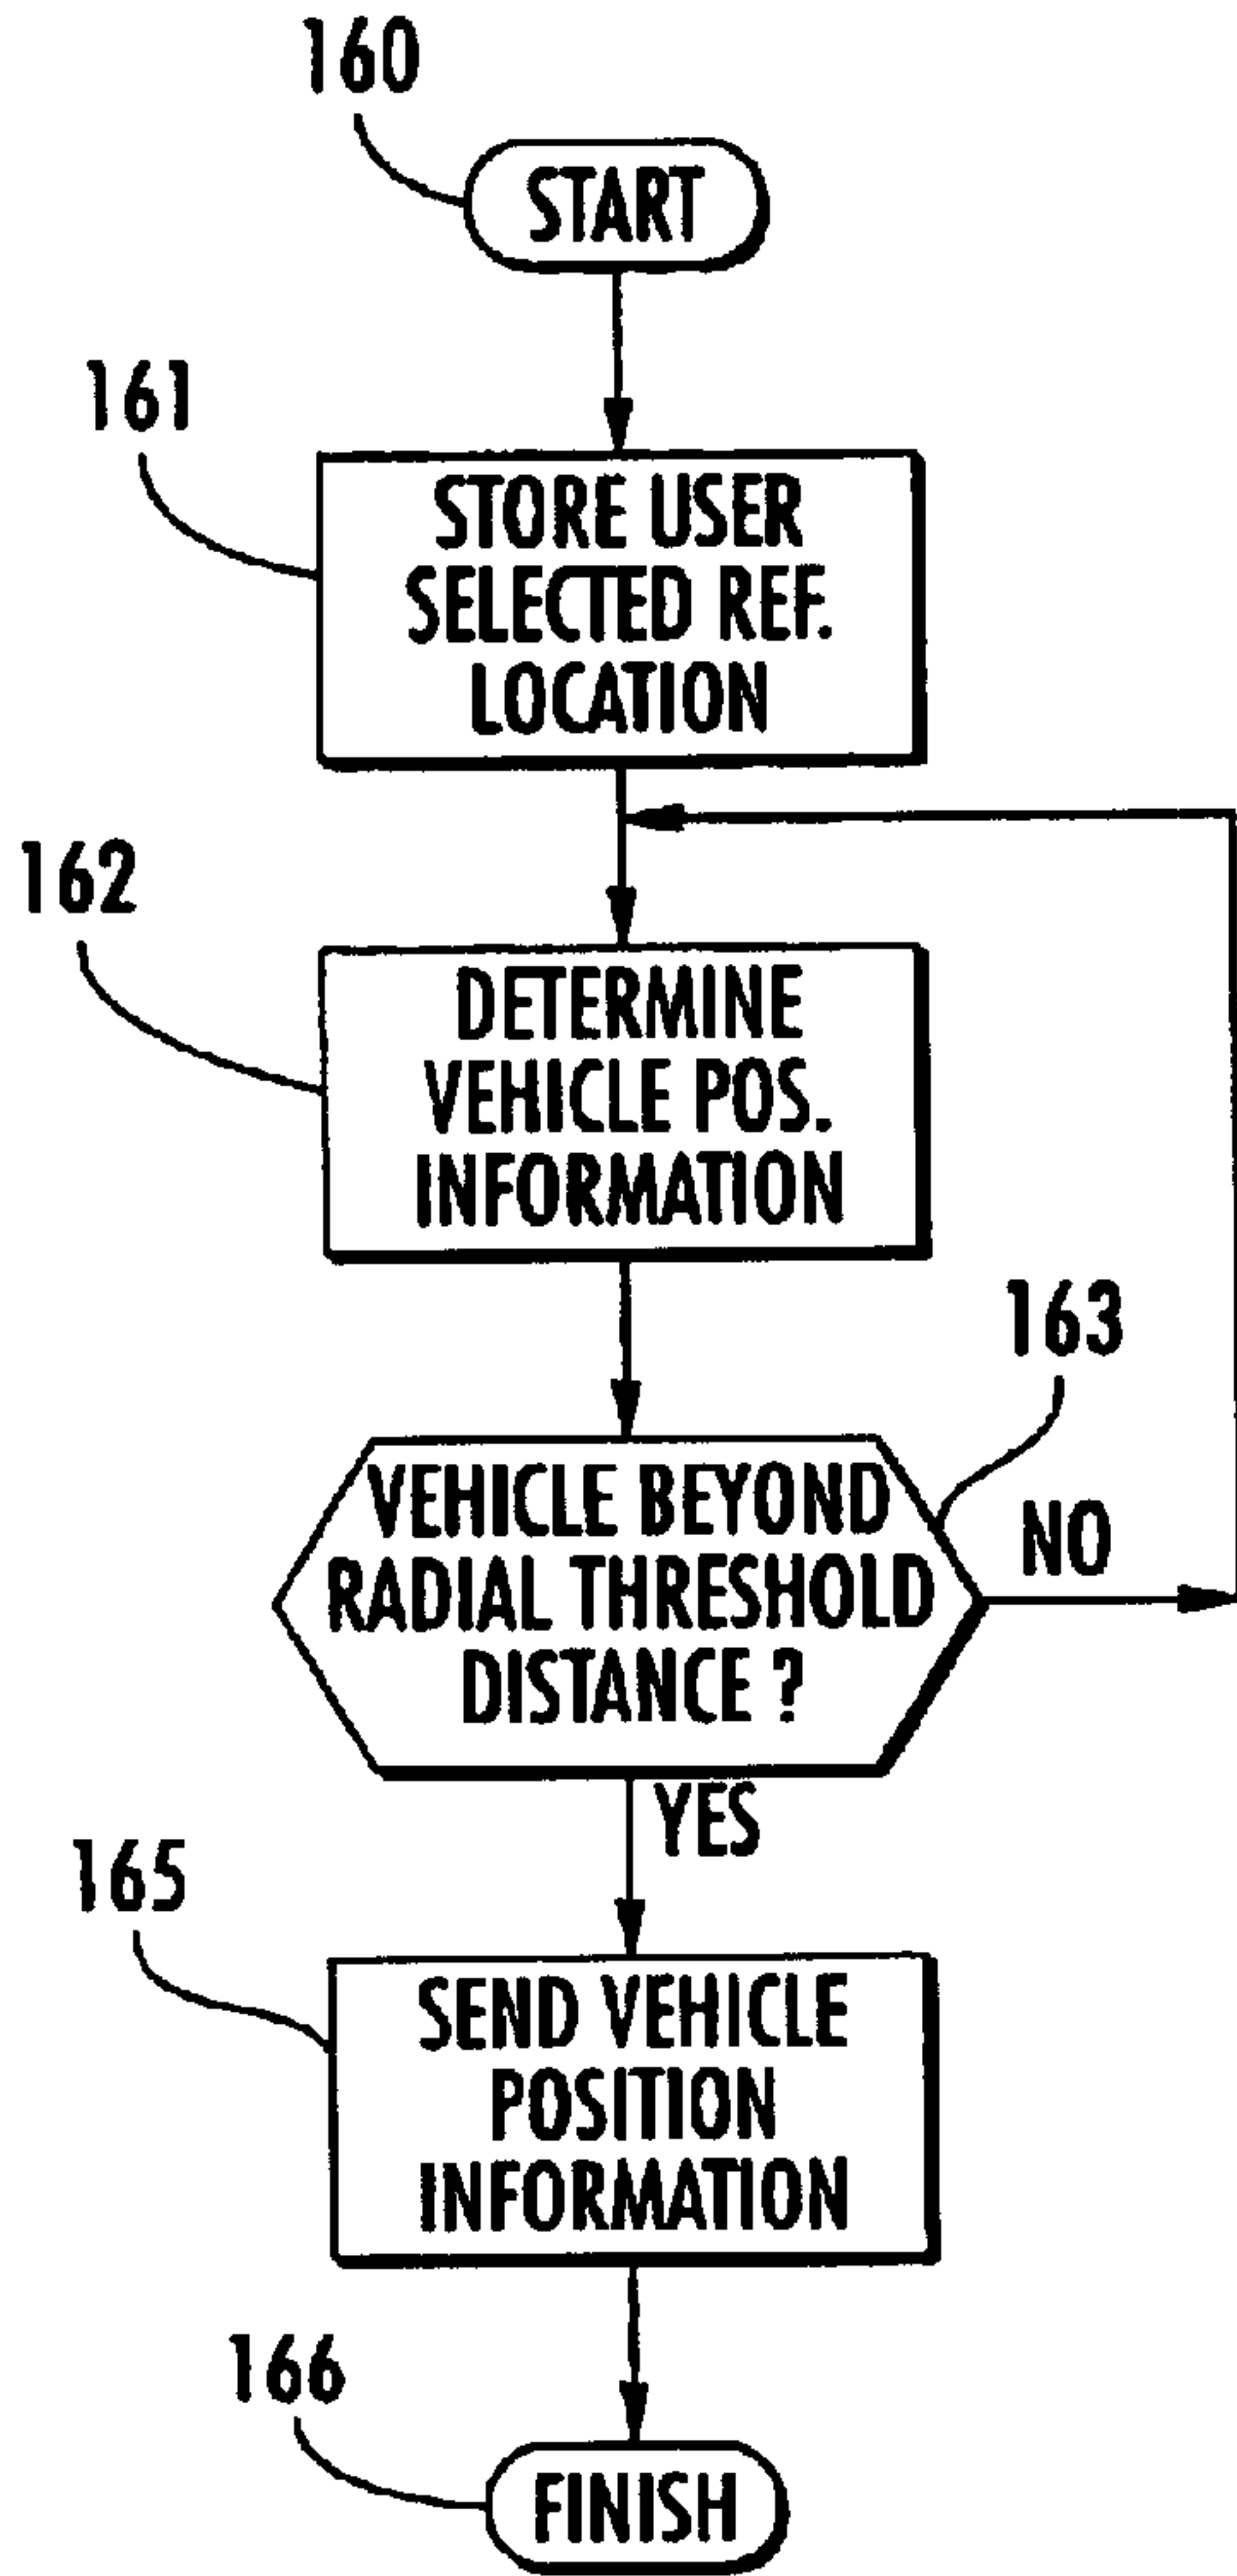 160
START
161
STORE USER
SELECTED REF.
LOCATION
162
DETERMINE
VEHICLE POS.
INFORMATION
163
VEHICLE BEYOND
RADIAL THRESHOLD
DISTANCE ?
NO
YES
165
SEND VEHICLE
POSITION
INFORMATION
166
FINISH